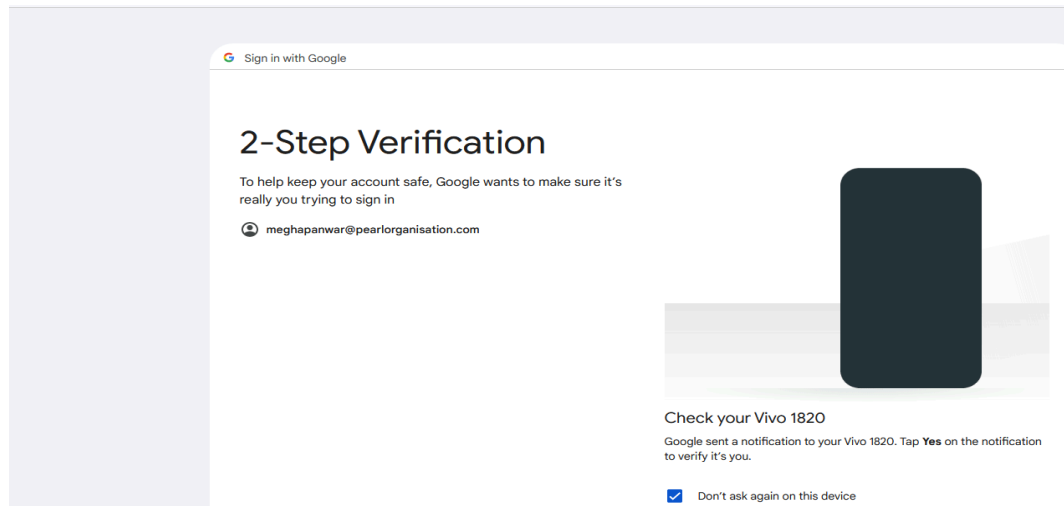 Sign in with Google
2-Step Verification
To help keep your account safe, Google wants to make sure it's
really you trying to sign in
meghapanwar@pearlorganisation.com
Check your Vivo 1820
Google sent a notification to your Vivo 1820. Tap Yes on the notification
to verify it's you.
Don't ask again on this device